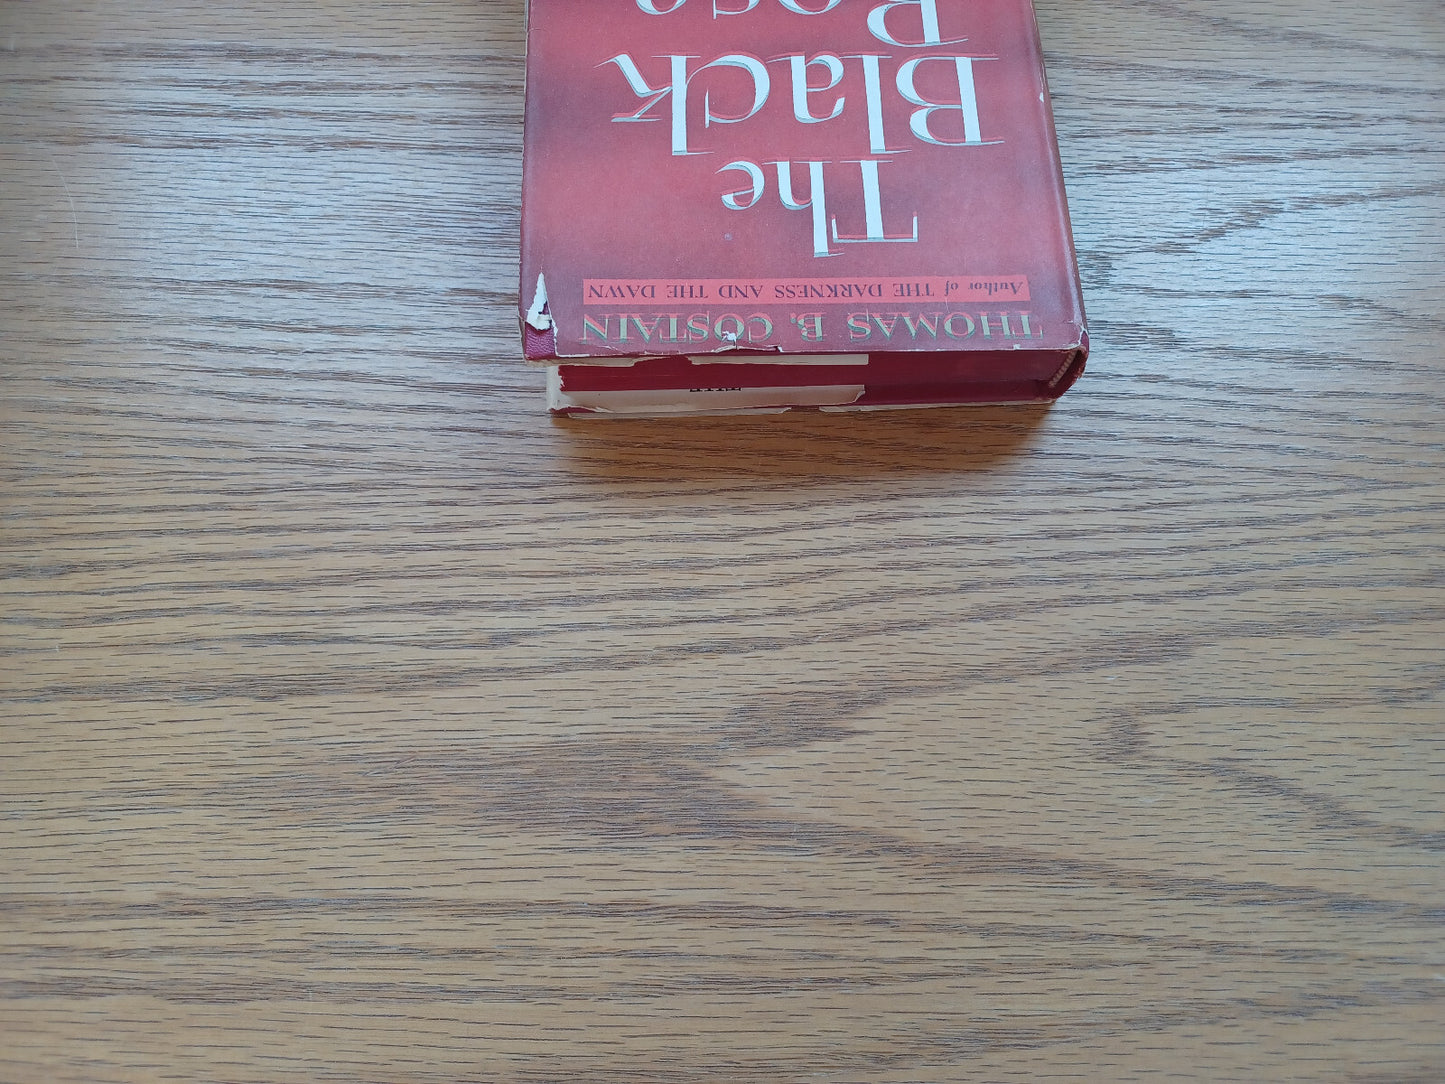 THOMAS B. COSTAIN
Author of THE DARKNESS AND THE DAWN
The
Black
Rose